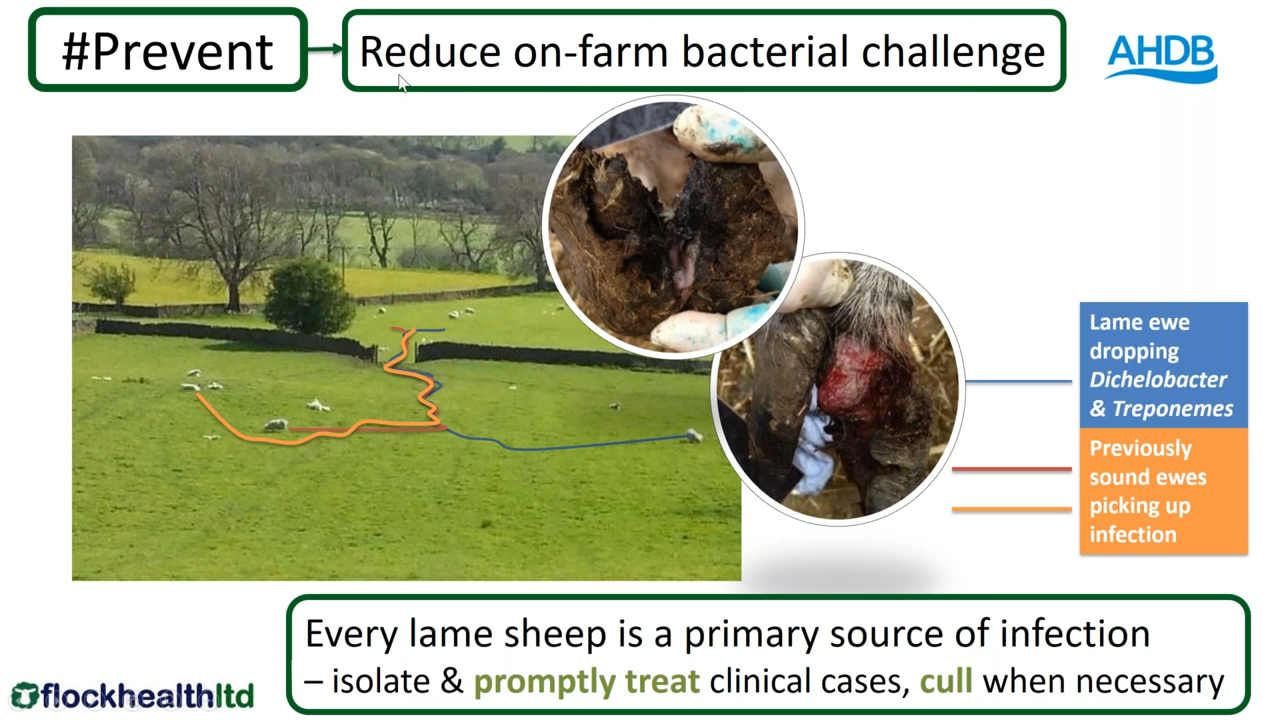 #Prevent
Reduce on-farm bacterial challenge
AHDB
Lame ewe
dropping
Dichelobacter
& Treponemes
Previously
sound ewes
picking up
infection
Every lame sheep is a primary source of infection
– isolate & promptly treat clinical cases, cull when necessary
flockhealthltd